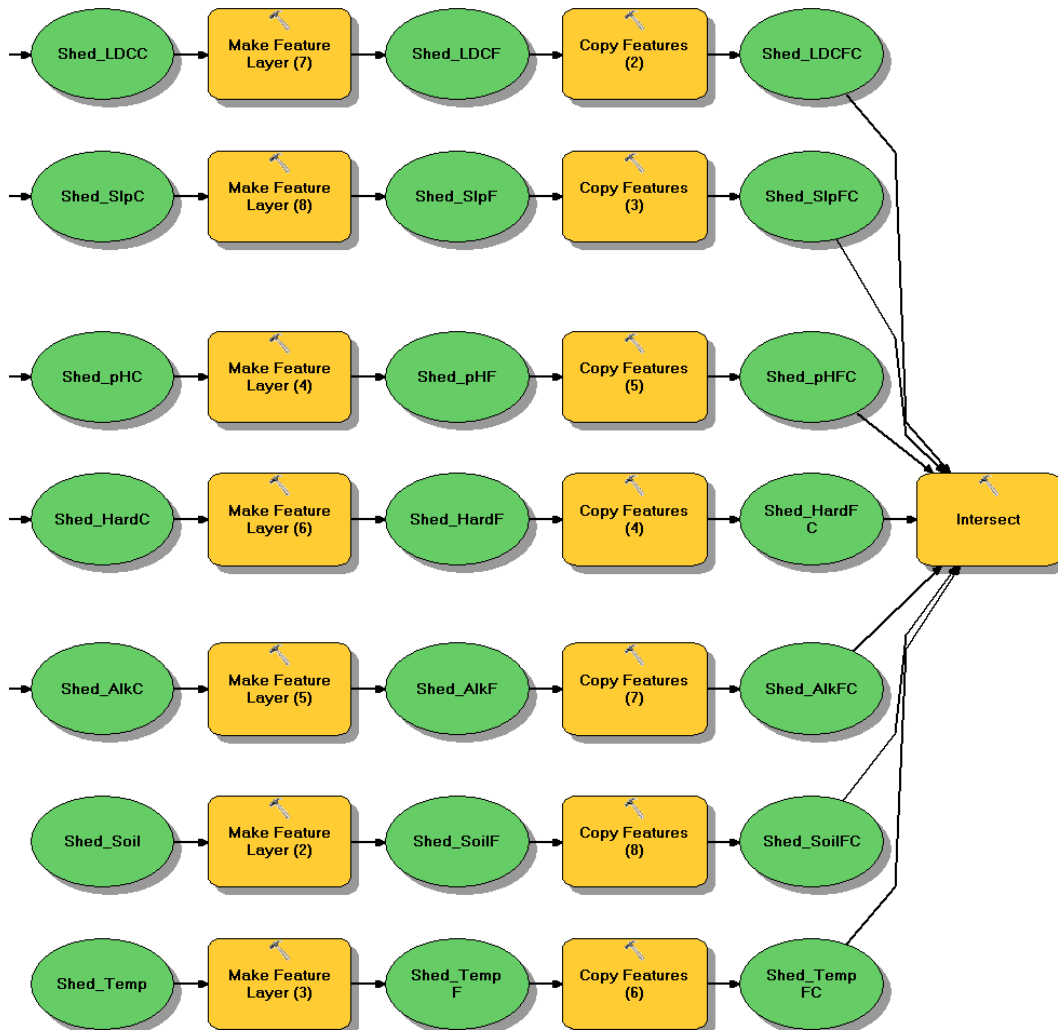 Shed_LDCC
Make Feature
Layer (7)
Shed_LDCF
Copy Features
(2)
Shed_LDCFC
Shed_SlpC
Make Feature
Layer (8)
Shed_SlpF
Copy Features
(3)
Shed_SlpFC
Shed_pHC
Make Feature
Layer (4)
Shed_pHF
Copy Features
(5)
Shed_pHFC
Shed_HardC
Make Feature
Layer (6)
Shed_HardF
Copy Features
(4)
Shed_HardF
C
Intersect
Shed_AlkC
Make Feature
Layer (5)
Shed_AlkF
Copy Features
(7)
Shed_AlkFC
Shed_Soil
Make Feature
Layer (2)
Shed_SoilF
Copy Features
(8)
Shed_SoilFC
Shed_Temp
Make Feature
Layer (3)
Shed_Temp
F
Copy Features
(6)
Shed_Temp
FC